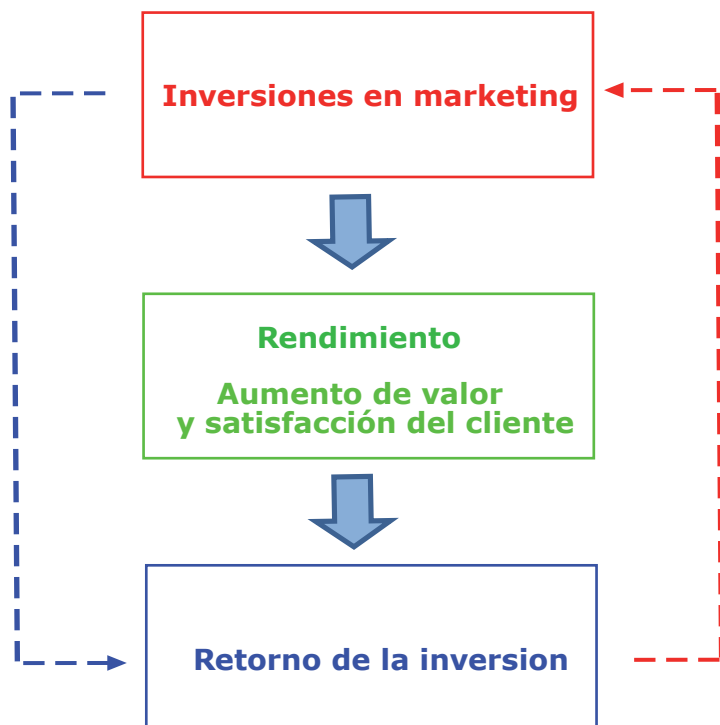 Inversiones en marketing
Rendimiento
Aumento de valor
y satisfacción del cliente
Retorno de la inversion